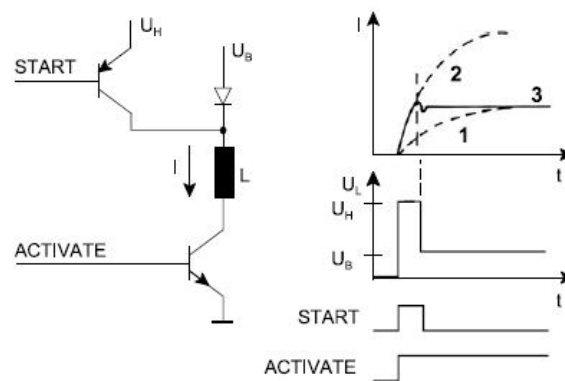 U_H
U_B
START
I
L
ACTIVATE
I
2
3
1
t
U_L
U_H
U_B
t
START
ACTIVATE